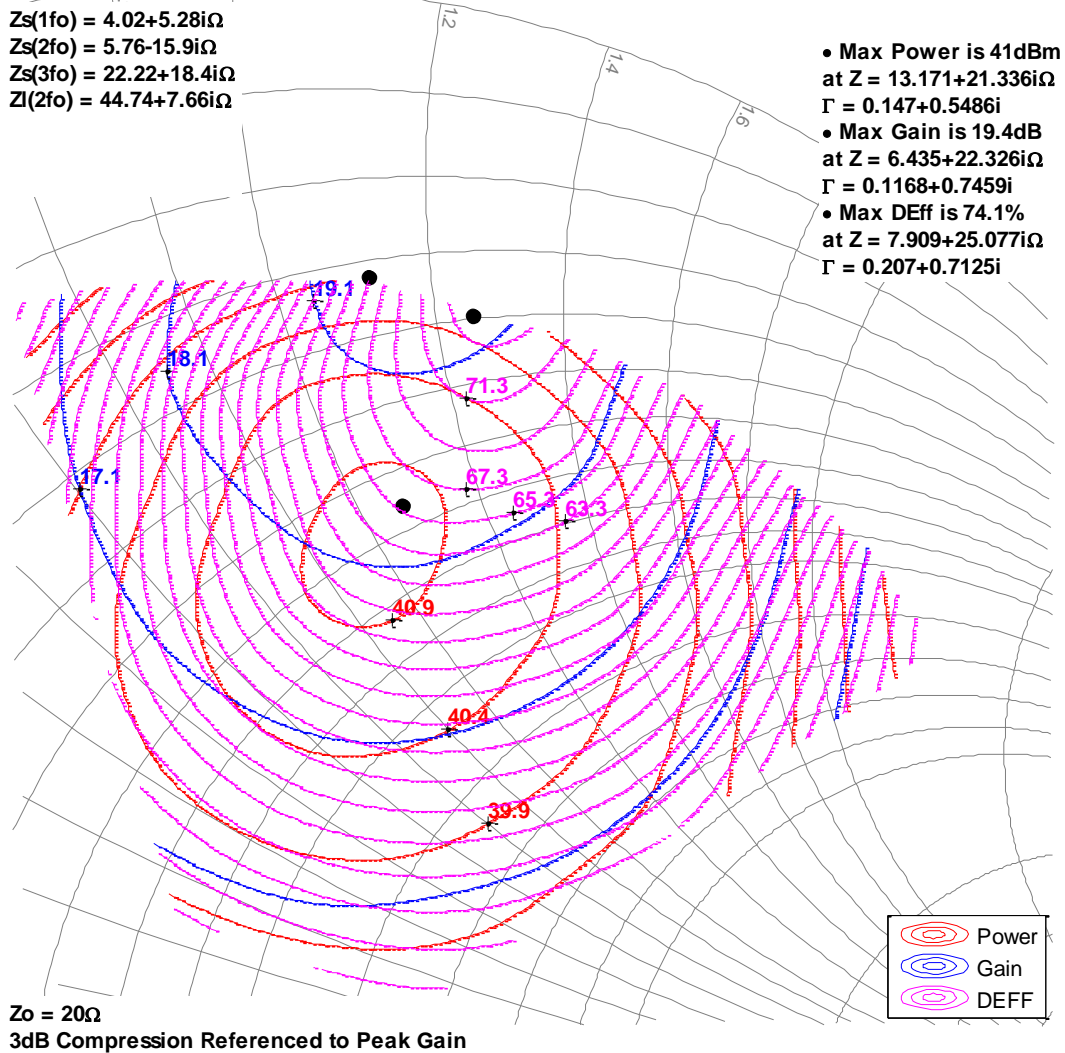 Zs(1fo) = 4.02+5.28iΩ
Zs(2fo) = 5.76-15.9iΩ
Zs(3fo) = 22.22+18.4iΩ
Zl(2fo) = 44.74+7.66iΩ
1.2
1.4
1.6
• Max Power is 41dBm
at Z = 13.171+21.336iΩ
Γ = 0.147+0.5486i
• Max Gain is 19.4dB
at Z = 6.435+22.326iΩ
Γ = 0.1168+0.7459i
• Max DEff is 74.1%
at Z = 7.909+25.077iΩ
Γ = 0.207+0.7125i
19.1
18.1
71.3
17.1
67.3
65.3
63.3
40.9
40.4
39.9
Power
Gain
DEFF
Zo = 20Ω
3dB Compression Referenced to Peak Gain